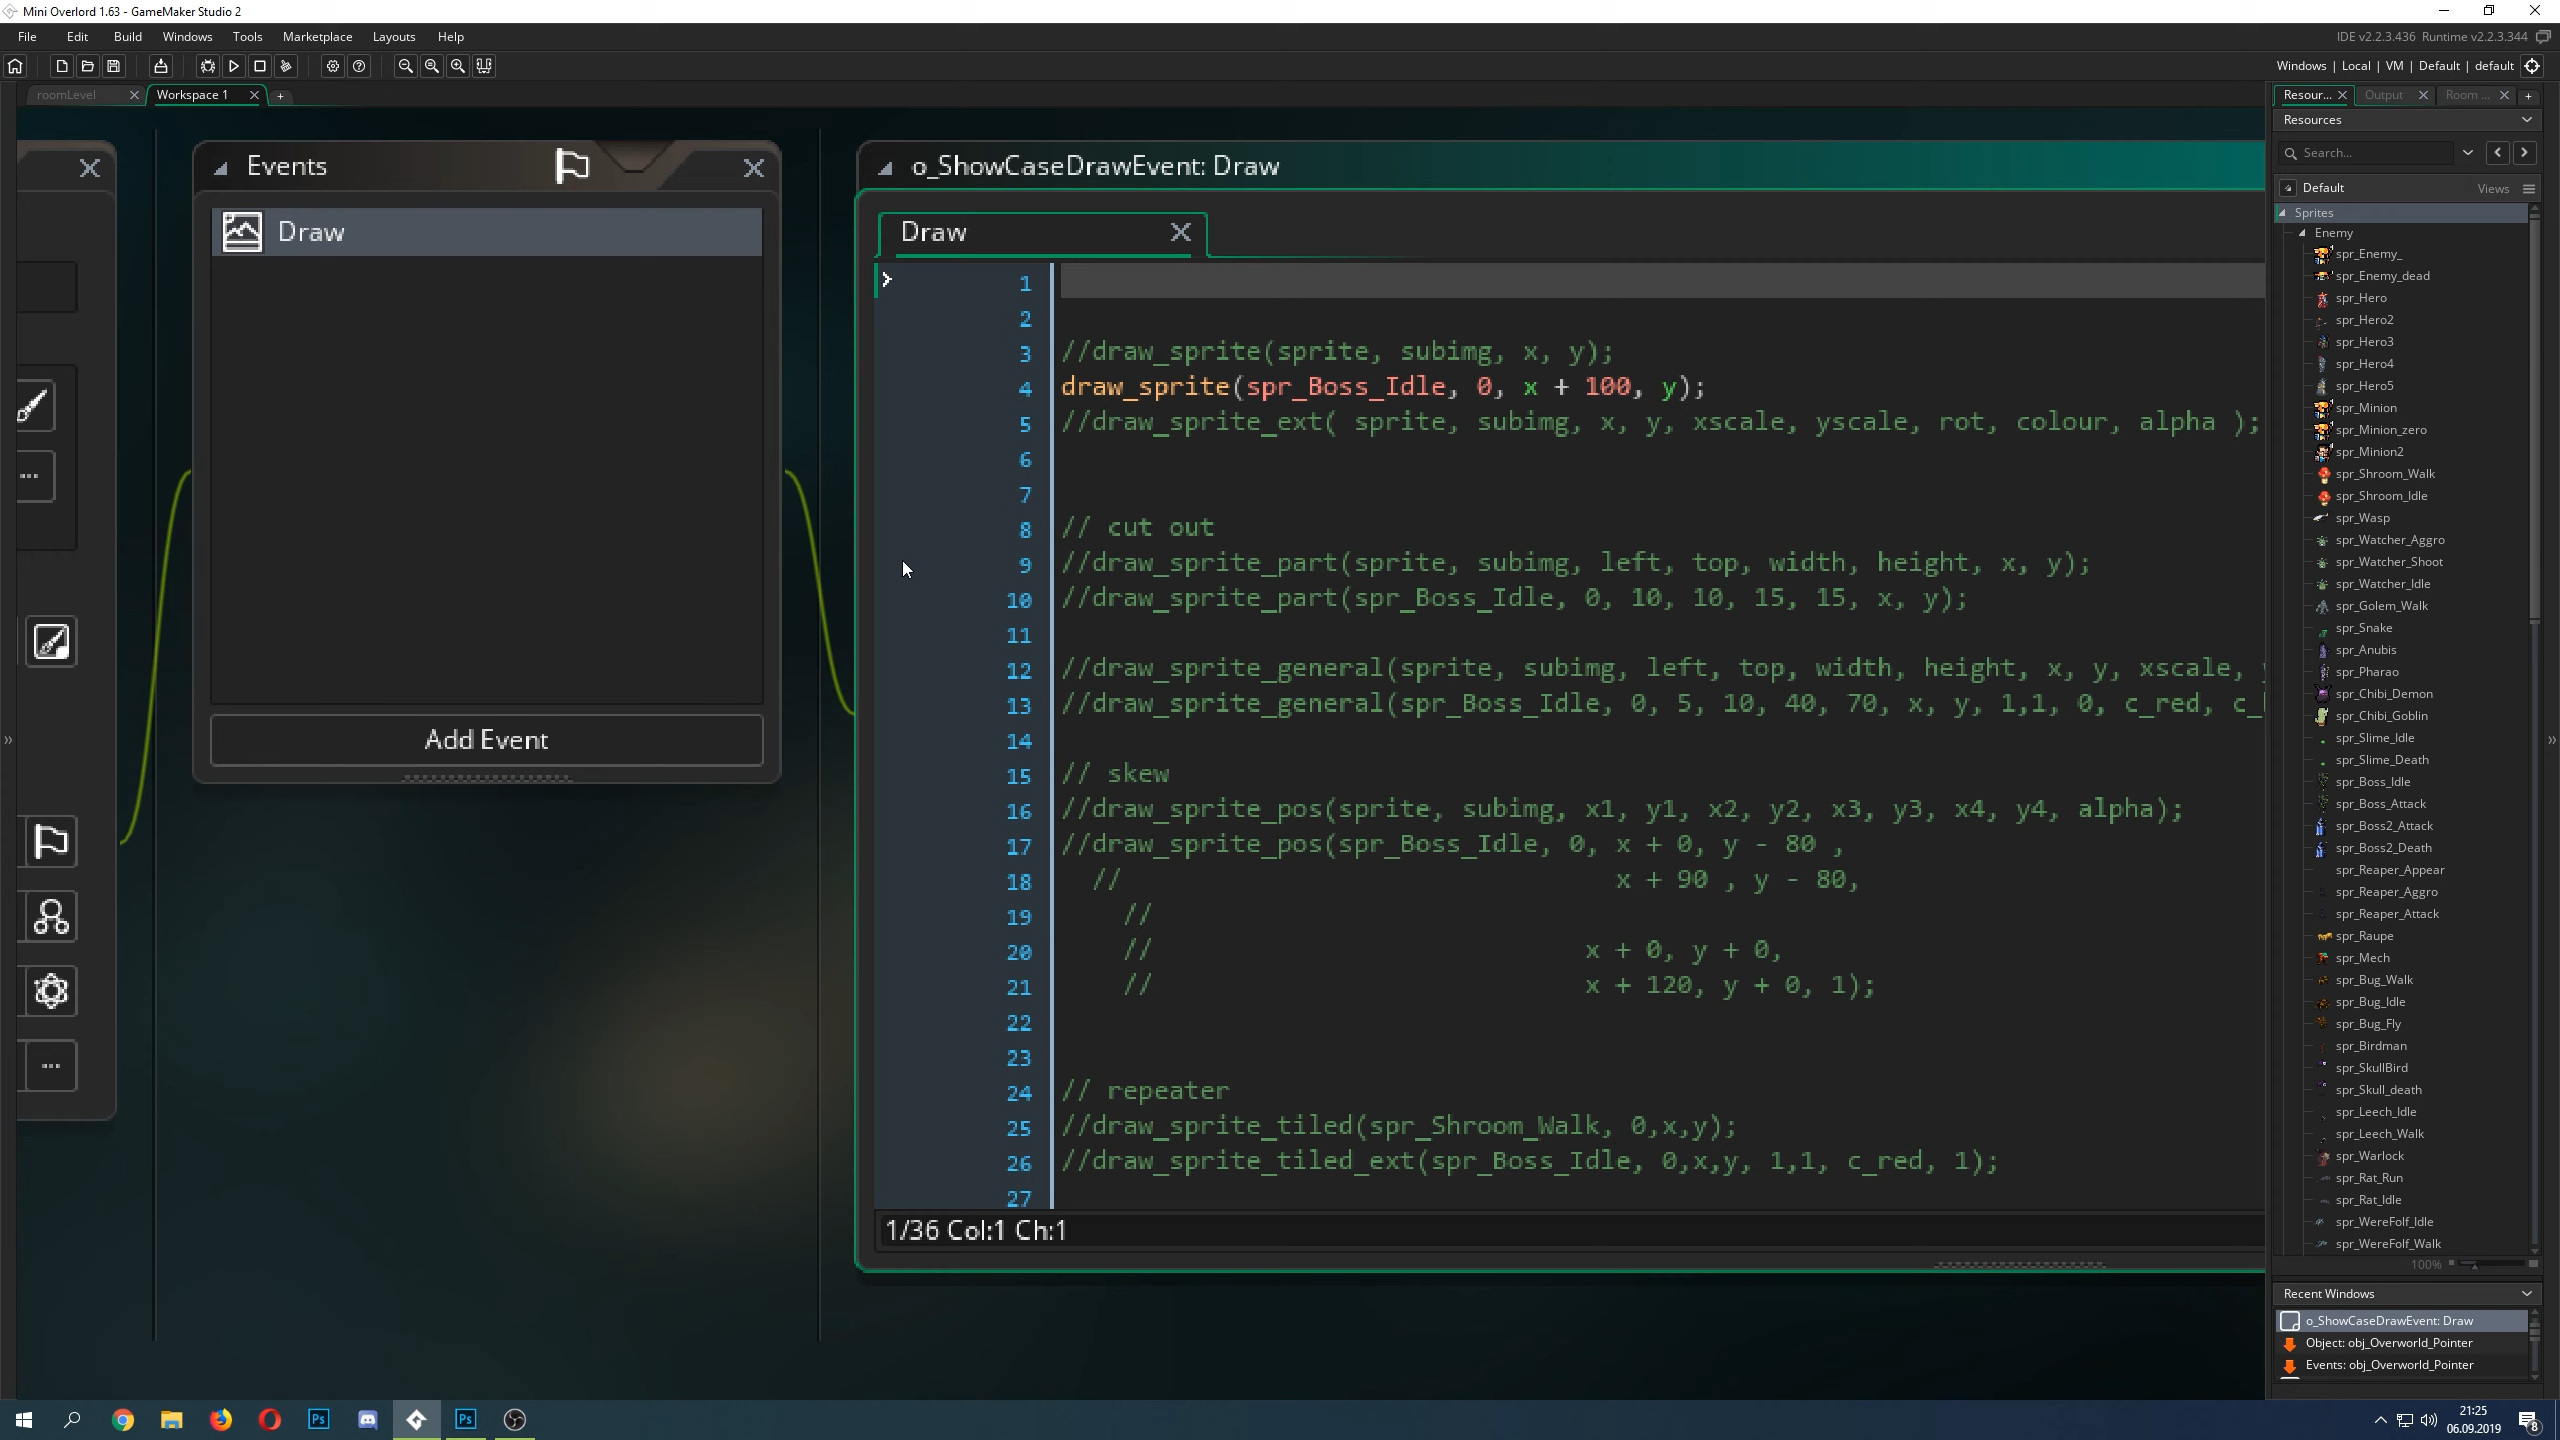 Mini Overlord 1.63 - GameMaker Studio 2
File Edit Build Windows Tools Marketplace Layouts Help
IDE v2.2.3.436 Runtime v2.2.3.344
Windows | Local | VM | Default | default
roomLevel
Workspace 1
Events
Draw
Add Event
o_ShowCaseDrawEvent: Draw
Draw
1
2
3 //draw_sprite(sprite, subimg, x, y);
4 draw_sprite(spr_Boss_Idle, 0, x + 100, y);
5 //draw_sprite_ext( sprite, subimg, x, y, xscale, yscale, rot, colour, alpha );
6
7
8 // cut out
9 //draw_sprite_part(sprite, subimg, left, top, width, height, x, y);
10 //draw_sprite_part(spr_Boss_Idle, 0, 10, 10, 15, 15, x, y);
11
12 //draw_sprite_general(sprite, subimg, left, top, width, height, x, y, xscale,
13 //draw_sprite_general(spr_Boss_Idle, 0, 5, 10, 40, 70, x, y, 1,1, 0, c_red,
14
15 // skew
16 //draw_sprite_pos(sprite, subimg, x1, y1, x2, y2, x3, y3, x4, y4, alpha);
17 //draw_sprite_pos(spr_Boss_Idle, 0, x + 0, y - 80 ,
18 // x + 90 , y - 80,
19 //
20 // x + 0, y + 0,
21 // x + 120, y + 0, 1);
22
23
24 // repeater
25 //draw_sprite_tiled(spr_Shroom_Walk, 0,x,y);
26 //draw_sprite_tiled_ext(spr_Boss_Idle, 0,x,y, 1,1, c_red, 1);
27
1/36 Col:1 Ch:1
Resour... Output Room ...
Resources
Search...
Default Views
Sprites
Enemy
spr_Enemy_
spr_Enemy_dead
spr_Hero
spr_Hero2
spr_Hero3
spr_Hero4
spr_Hero5
spr_Minion
spr_Minion_zero
spr_Minion2
spr_Shroom_Walk
spr_Shroom_Idle
spr_Wasp
spr_Watcher_Aggro
spr_Watcher_Shoot
spr_Watcher_Idle
spr_Golem_Walk
spr_Snake
spr_Anubis
spr_Pharao
spr_Chibi_Demon
spr_Chibi_Goblin
spr_Slime_Idle
spr_Slime_Death
spr_Boss_Idle
spr_Boss_Attack
spr_Boss2_Attack
spr_Boss2_Death
spr_Reaper_Appear
spr_Reaper_Aggro
spr_Reaper_Attack
spr_Raupe
spr_Mech
spr_Bug_Walk
spr_Bug_Idle
spr_Bug_Fly
spr_Birdman
spr_SkullBird
spr_Skull_death
spr_Leech_Idle
spr_Leech_Walk
spr_Warlock
spr_Rat_Run
spr_Rat_Idle
spr_WereFolf_Idle
spr_WereFolf_Walk
100%
Recent Windows
o_ShowCaseDrawEvent: Draw
Object: obj_Overworld_Pointer
Events: obj_Overworld_Pointer
Ps
Ps
21:25
06.09.2019
8